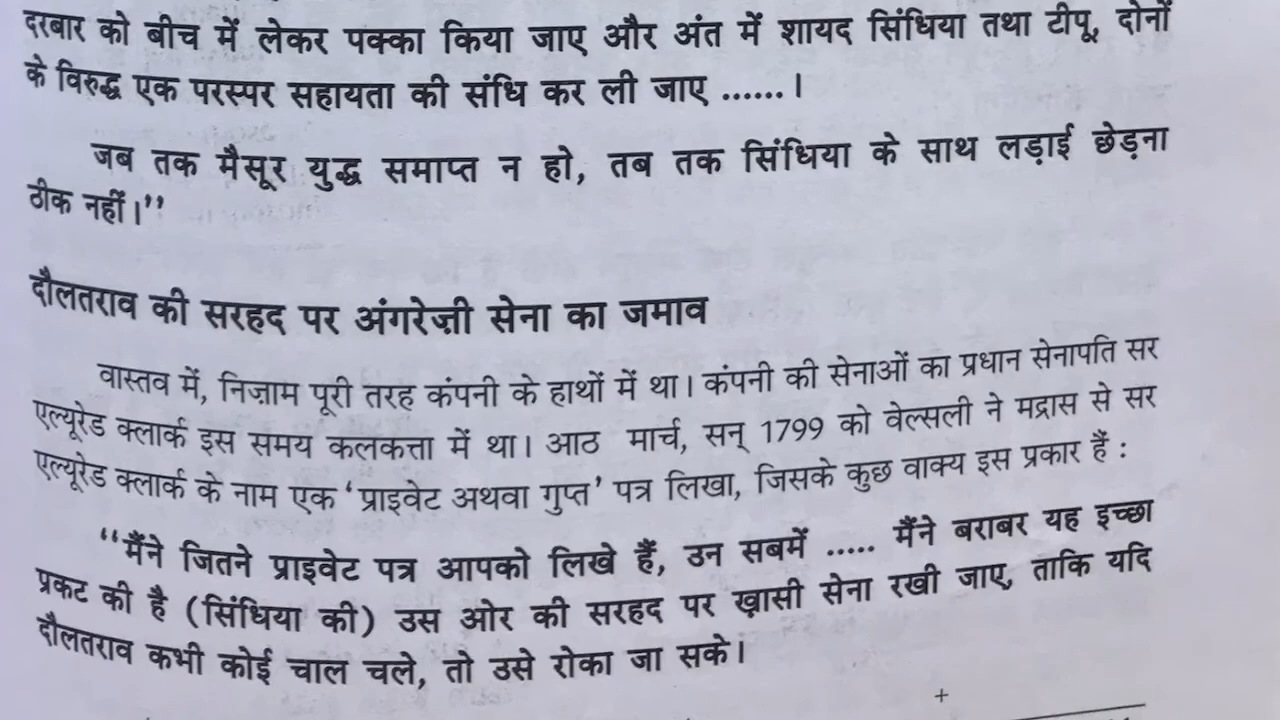 दरबार को बीच में लेकर पक्का किया जाए और अंत में शायद सिंधिया तथा टीपू, दोनों
के विरुद्ध एक परस्पर सहायता की संधि कर ली जाए ......।
जब तक मैसूर युद्ध समाप्त न हो, तब तक सिंधिया के साथ लड़ाई छेड़ना
ठीक नहीं।’’
दौलतराव की सरहद पर अंगरेज़ी सेना का जमाव
वास्तव में, निज़ाम पूरी तरह कंपनी के हाथों में था। कंपनी की सेनाओं का प्रधान सेनापति सर
एल्यूरेड क्लार्क इस समय कलकत्ता में था। आठ मार्च, सन् 1799 को वेल्सली ने मद्रास से सर
एल्यूरेड क्लार्क के नाम एक ‘प्राइवेट अथवा गुप्त’ पत्र लिखा, जिसके कुछ वाक्य इस प्रकार हैं :
‘‘मैंने जितने प्राइवेट पत्र आपको लिखे हैं, उन सबमें ..... मैंने बराबर यह इच्छा
प्रकट की है (सिंधिया की) उस ओर की सरहद पर ख़ासी सेना रखी जाए, ताकि यदि
दौलतराव कभी कोई चाल चले, तो उसे रोका जा सके।
+